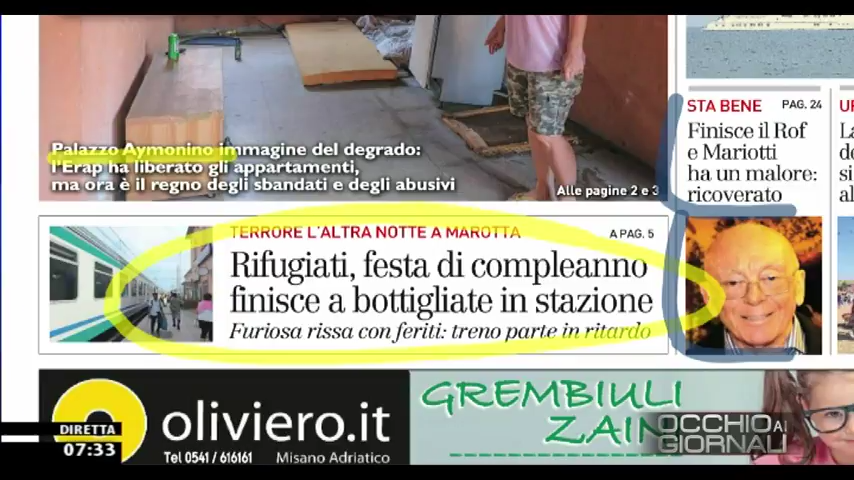 Palazzo Aymonino immagine del degrado:
l'Erap ha liberato gli appartamenti,
ma ora è il regno degli sbandati e degli abusivi
Alle pagine 2 e 3
STA BENE PAG. 24
Finisce il Rof
e Mariotti
ha un malore:
ricoverato
TERRORE L'ALTRA NOTTE A MAROTTA A PAG. 5
Rifugiati, festa di compleanno
finisce a bottigliate in stazione
Furiosa rissa con feriti: treno parte in ritardo
oliviero.it
Tel 0541 / 616161 Misano Adriatico
GREMBIULI
OCCHIO AI
GIORNALI
DIRETTA
07:33